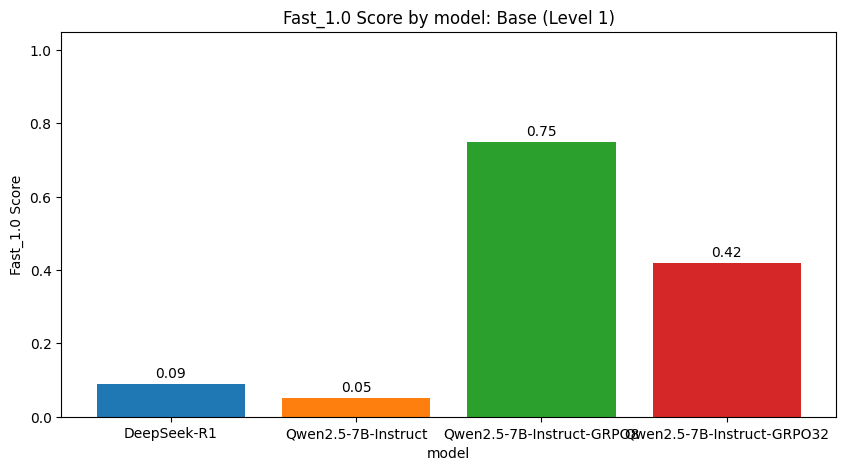 Fast_1.0 Score by model: Base (Level 1)
1.0
0.8
0.6
0.4
0.2
0.0
Fast_1.0 Score
0.09
0.05
0.75
0.42
DeepSeek-R1
Qwen2.5-7B-Instruct
Qwen2.5-7B-Instruct-GRPO8
Qwen2.5-7B-Instruct-GRPO32
model